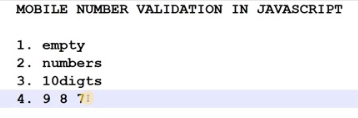 MOBILE NUMBER VALIDATION IN JAVASCRIPT
1. empty
2. numbers
3. 10digts
4. 9 8 7